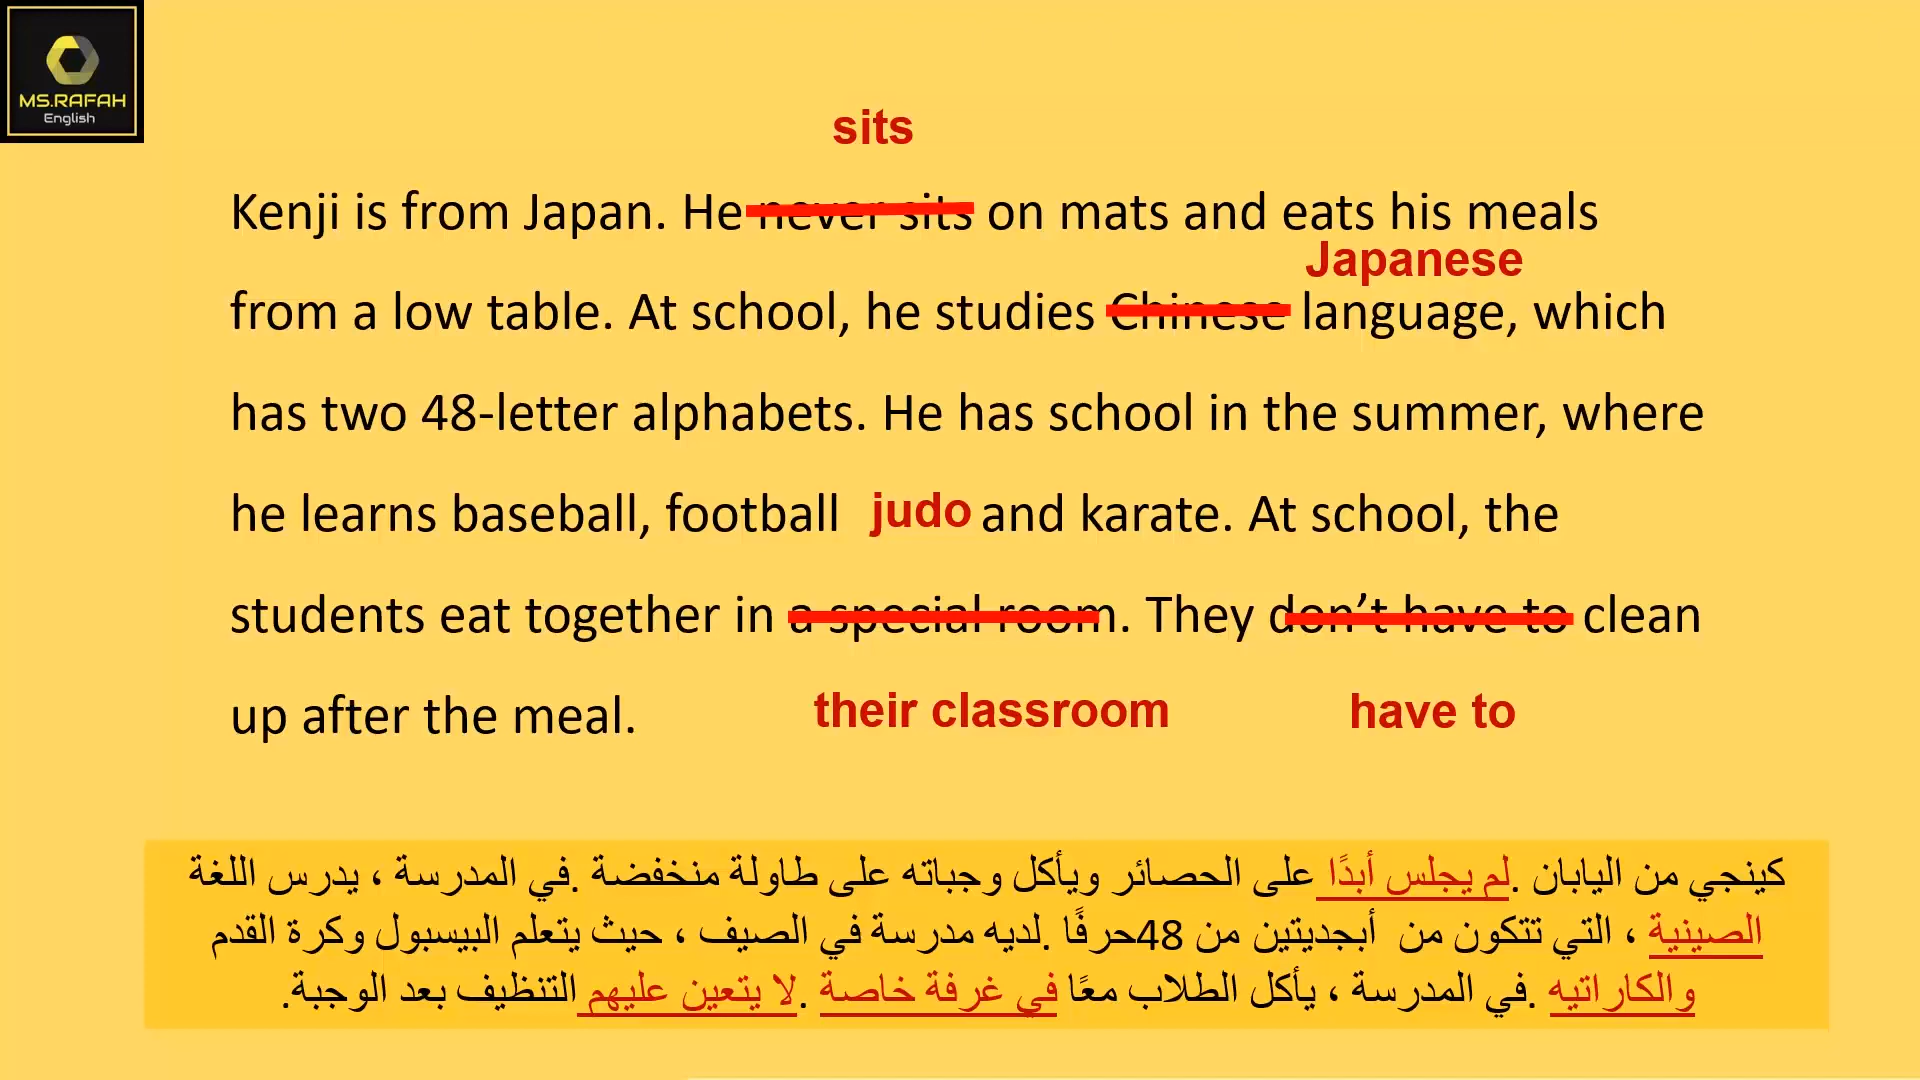 MS.RAFAH
English
sits
Kenji is from Japan. He never sits on mats and eats his meals
Japanese
from a low table. At school, he studies Chinese language, which
has two 48-letter alphabets. He has school in the summer, where
he learns baseball, football judo and karate. At school, the
students eat together in a special room. They don’t have to clean
up after the meal. their classroom have to
كينجي من اليابان .لم يجلس أبدًا على الحصائر ويأكل وجباته على طاولة منخفضة .في المدرسة ، يدرس اللغة
الصينية ، التي تتكون من أبجديتين من 48حرفًا .لديه مدرسة في الصيف ، حيث يتعلم البيسبول وكرة القدم
والكاراتيه .في المدرسة ، يأكل الطلاب معًا في غرفة خاصة .لا يتعين عليهم التنظيف بعد الوجبة.